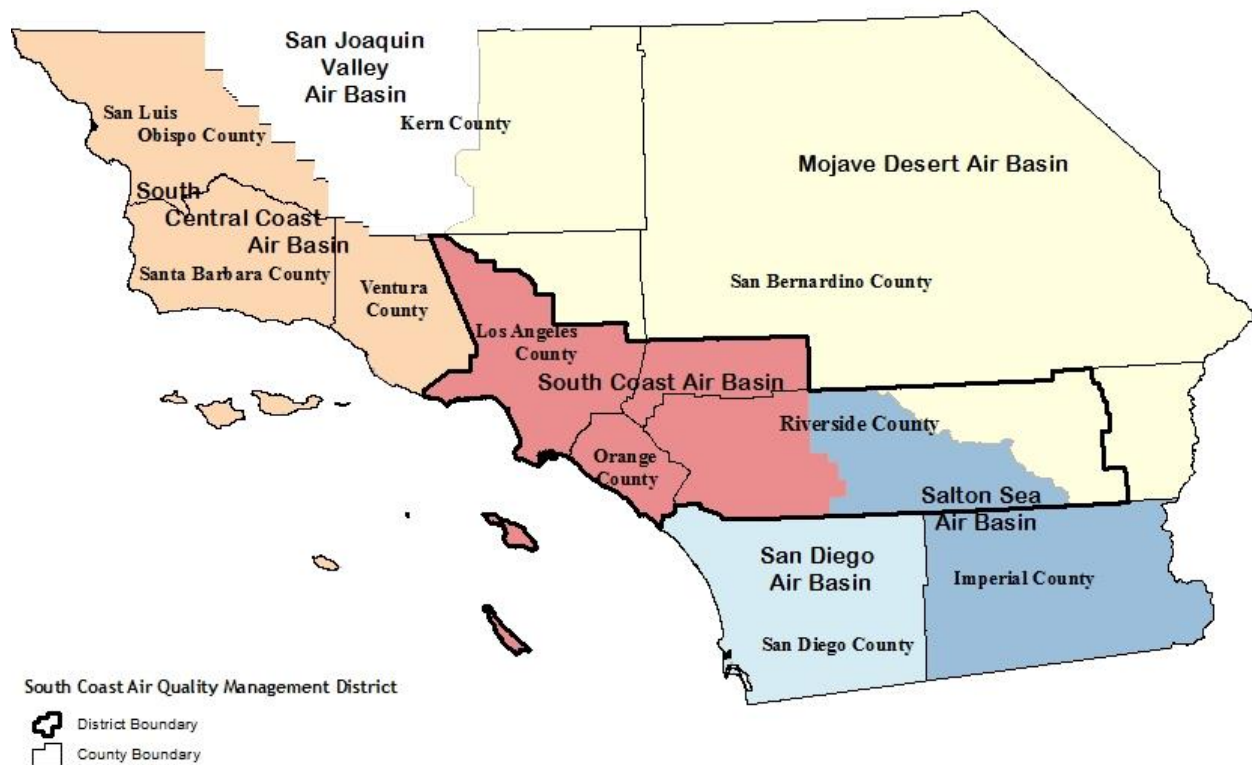 San Joaquin
Valley
Air Basin
San Luis
Obispo County
Kern County
Mojave Desert Air Basin
South
Central Coast
Air Basin
Santa Barbara County
Ventura
County
San Bernardino County
Los Angeles
County
South Coast Air Basin
Riverside County
Orange
County
Salton Sea
Air Basin
San Diego
Air Basin
Imperial County
San Diego County
South Coast Air Quality Management District
District Boundary
County Boundary